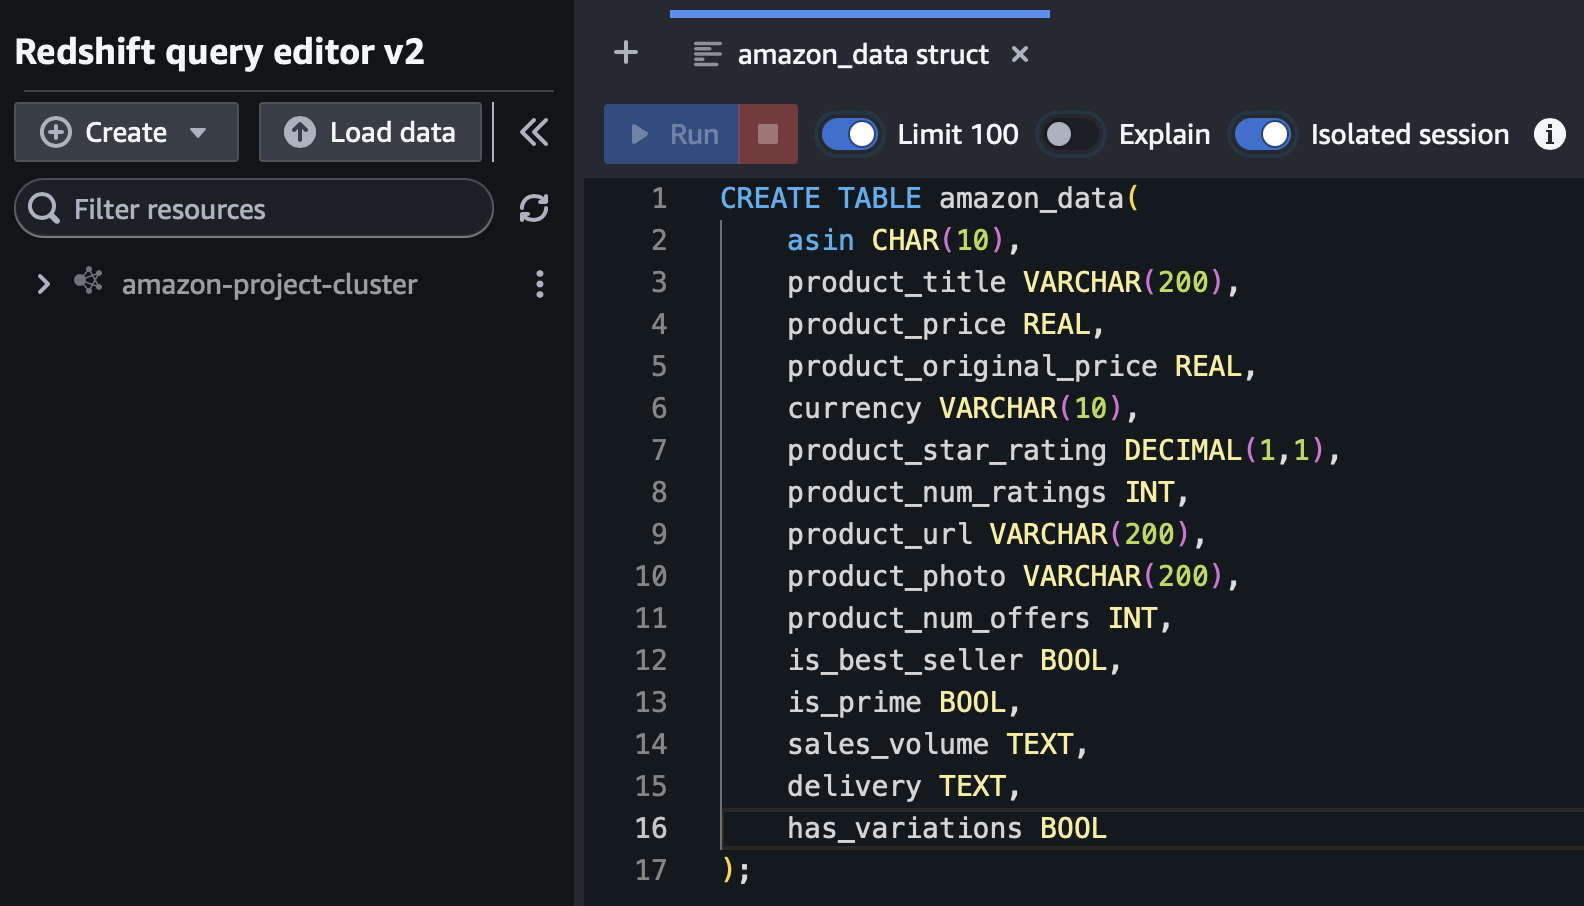 Redshift query editor v2
Create
Load data
Filter resources
amazon-project-cluster
amazon_data struct
Run
Limit 100
Explain
Isolated session
1 CREATE TABLE amazon_data(
2 asin CHAR(10),
3 product_title VARCHAR(200),
4 product_price REAL,
5 product_original_price REAL,
6 currency VARCHAR(10),
7 product_star_rating DECIMAL(1,1),
8 product_num_ratings INT,
9 product_url VARCHAR(200),
10 product_photo VARCHAR(200),
11 product_num_offers INT,
12 is_best_seller BOOL,
13 is_prime BOOL,
14 sales_volume TEXT,
15 delivery TEXT,
16 has_variations BOOL
17 );